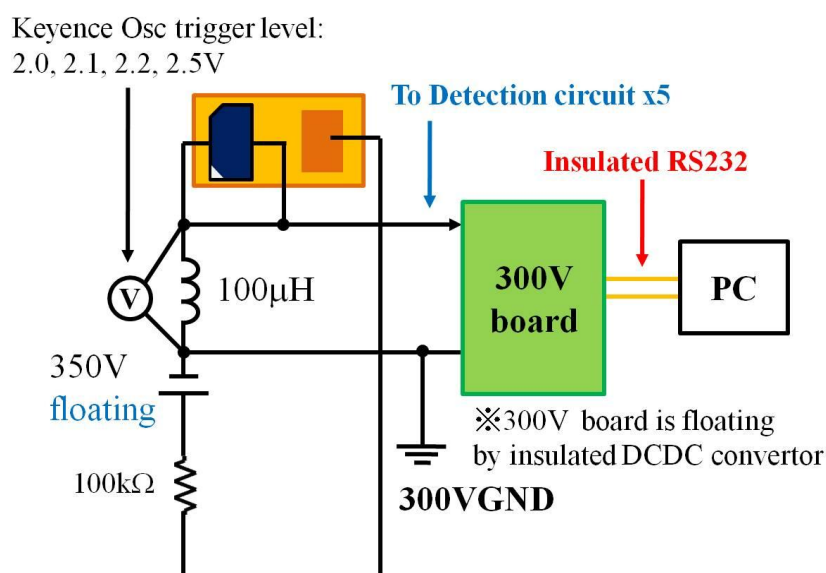 Keyence Osc trigger level:
2.0, 2.1, 2.2, 2.5V
To Detection circuit x5
Insulated RS232
300V
board
PC
V
100μH
350V
floating
※300V board is floating
by insulated DCDC convertor
100kΩ
300VGND